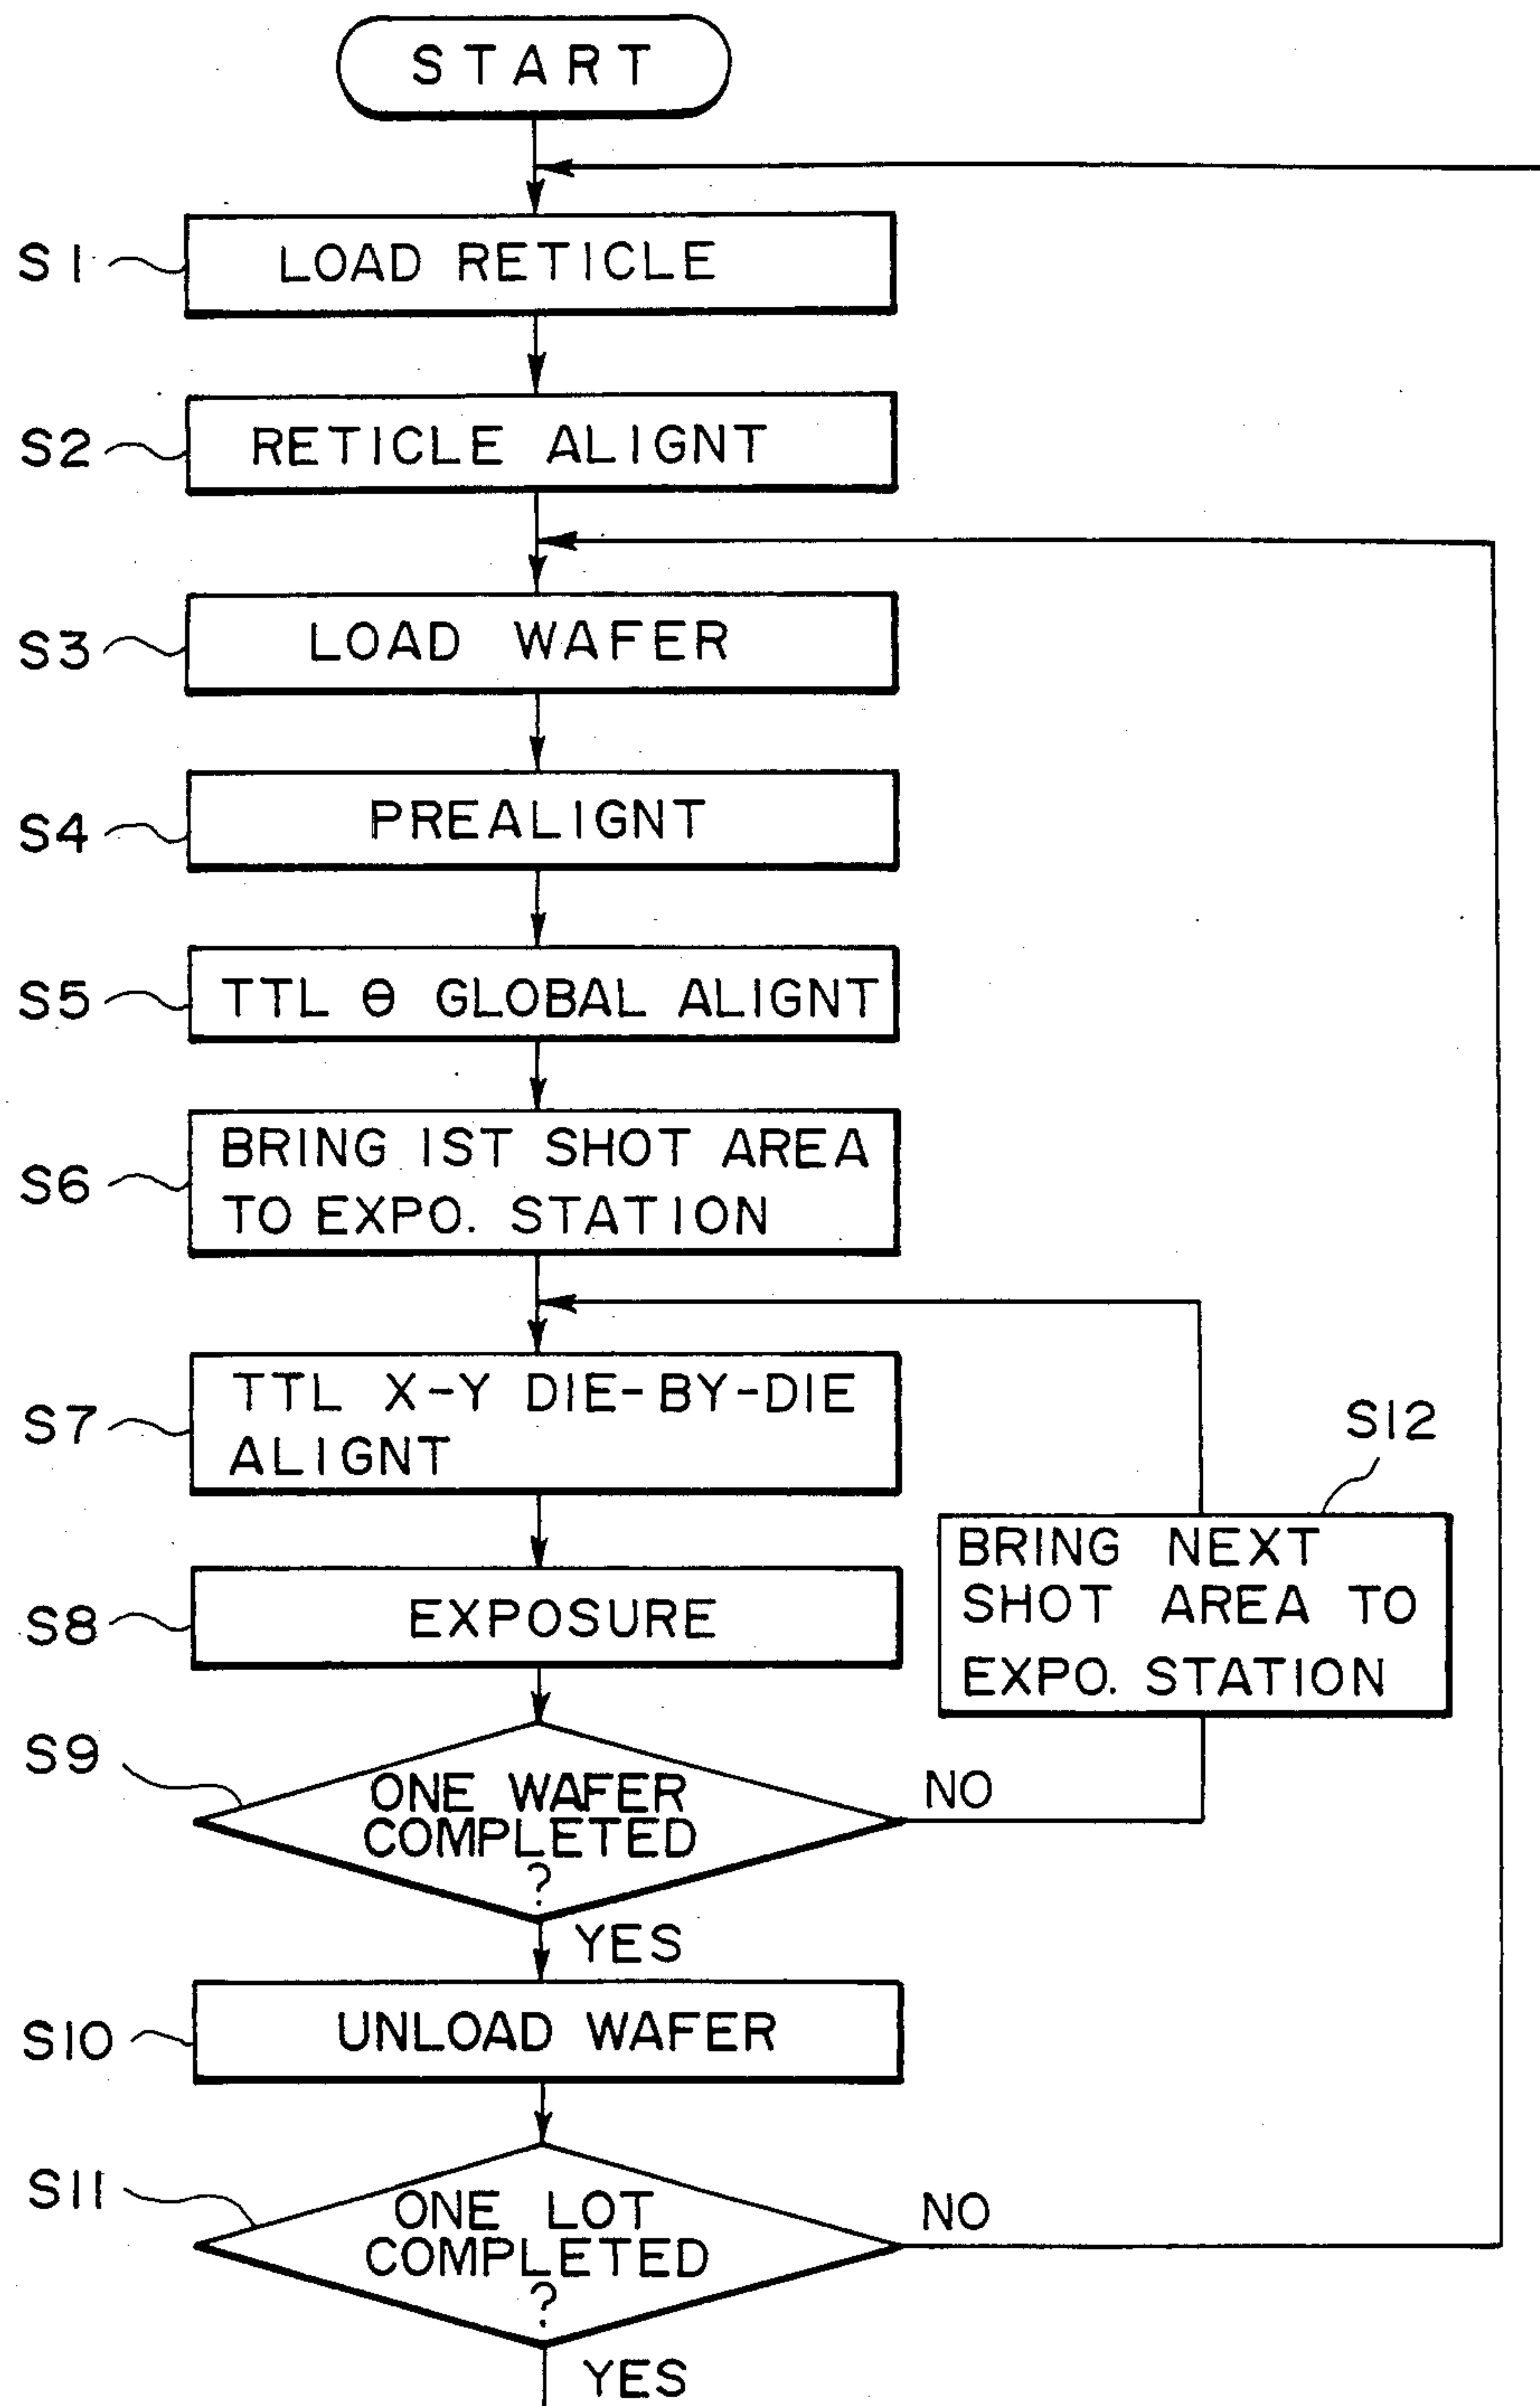 START
S1
LOAD RETICLE
S2
RETICLE ALIGNT
S3
LOAD WAFER
S4
PREALIGNT
S5
TTL θ GLOBAL ALIGNT
S6
BRING 1ST SHOT AREA
TO EXPO. STATION
S7
TTL X-Y DIE-BY-DIE
ALIGNT
S12
BRING NEXT
SHOT AREA TO
EXPO. STATION
S8
EXPOSURE
S9
ONE WAFER
COMPLETED
?
NO
YES
S10
UNLOAD WAFER
S11
ONE LOT
COMPLETED
?
NO
YES